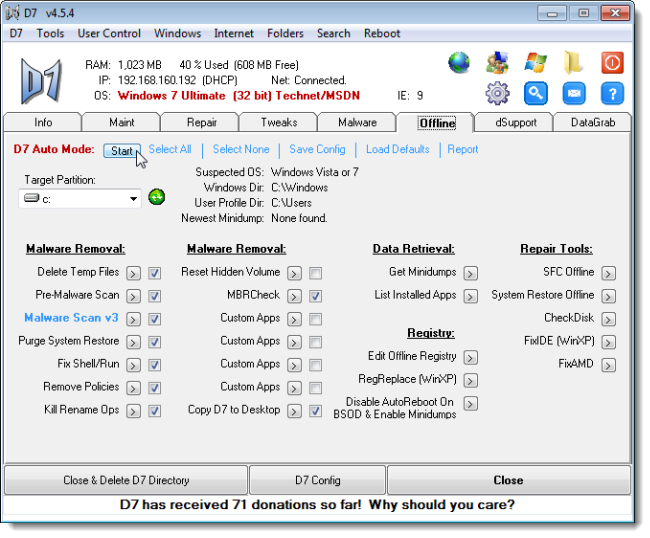 D7 v4.5.4
D7 Tools User Control Windows Internet Folders Search Reboot
D7
RAM: 1,023 MB 40 % Used (608 MB Free)
IP: 192.168.160.192 (DHCP) Net: Connected.
OS: Windows 7 Ultimate (32 bit) Technet/MSDN IE: 9
Info Maint Repair Tweaks Malware Offline dSupport DataGrab
D7 Auto Mode: Start Select All | Select None | Save Config | Load Defaults | Report
Target Partition:
c:
Suspected OS: Windows Vista or 7
Windows Dir: C:\Windows
User Profile Dir: C:\Users
Newest Minidump: None found.
Malware Removal:
Delete Temp Files >
Pre-Malware Scan >
Malware Scan v3 >
Purge System Restore >
Fix Shell/Run >
Remove Policies >
Kill Rename Ops >
Malware Removal:
Reset Hidden Volume >
MBRCheck >
Custom Apps >
Custom Apps >
Custom Apps >
Custom Apps >
Copy D7 to Desktop >
Data Retrieval:
Get Minidumps >
List Installed Apps >
Registry:
Edit Offline Registry >
RegReplace (WinXP) >
Disable AutoReboot On >
BSOD & Enable Minidumps
Repair Tools:
SFC Offline >
System Restore Offline >
CheckDisk >
FixIDE (WinXP) >
FixAMD >
Close & Delete D7 Directory D7 Config Close
D7 has received 71 donations so far! Why should you care?